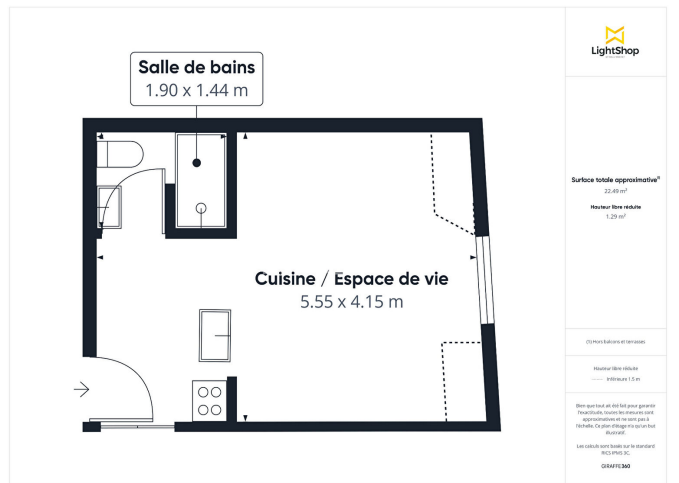 Salle de bains
1.90 x 1.44 m
Cuisine / Espace de vie
5.55 x 4.15 m
LightShop
Surface totale approximative⁽¹⁾
22.49 m²
Hauteur libre réduite
1.29 m²
(1) Hors balcons et terrasses
Hauteur libre réduite
Inférieure 1.5 m
Bien que tout ait été fait pour garantir
l'exactitude, toutes les mesures sont
approximatives et ne sont pas à
l'échelle. Ce plan d'étage n'a qu'un but
illustratif.
Les calculs sont basés sur le standard
RICS IPMS 3C.
GIRAFFE360